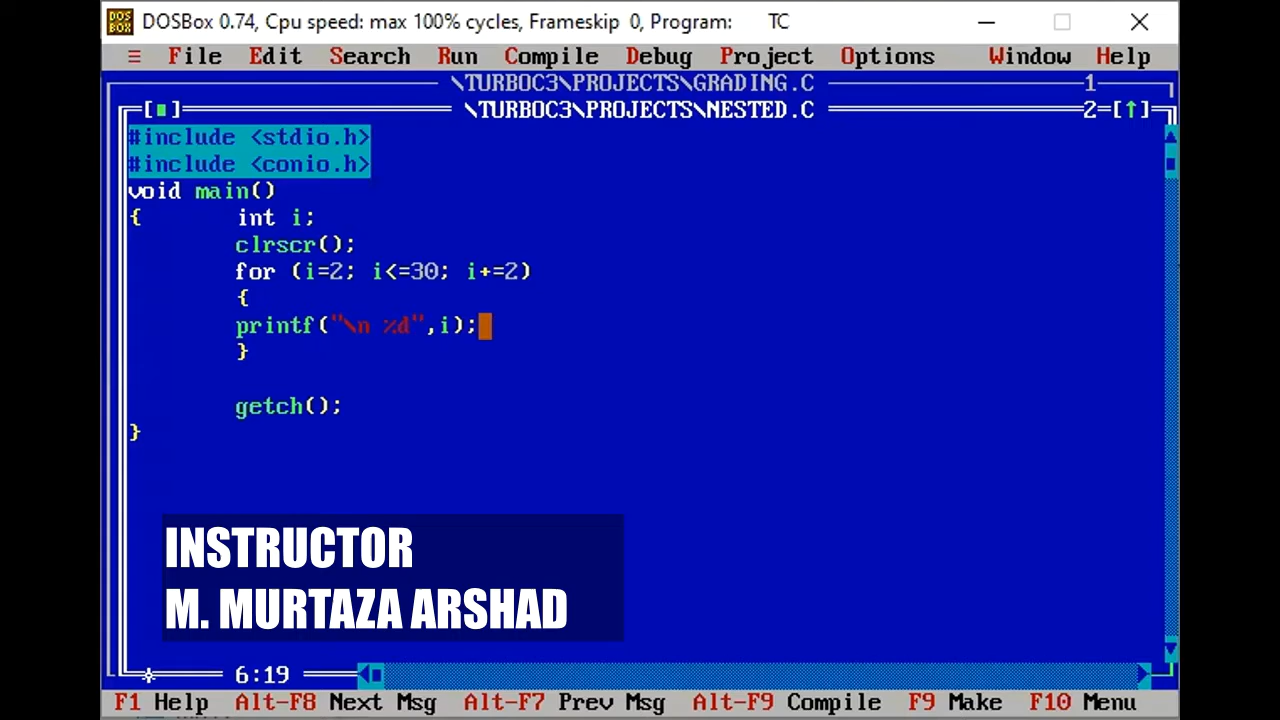 DOSBox 0.74, Cpu speed: max 100% cycles, Frameskip 0, Program: TC
≡ File Edit Search Run Compile Debug Project Options Window Help
\TURBOC3\PROJECTS\GRADING.C 1
[■] \TURBOC3\PROJECTS\NESTED.C 2=[↑]
#include <stdio.h>
#include <conio.h>
void main()
{ int i;
clrscr();
for (i=2; i<=30; i+=2)
{
printf("\n %d",i);
}
getch();
}
INSTRUCTOR
M. MURTAZA ARSHAD
6:19
F1 Help Alt-F8 Next Msg Alt-F7 Prev Msg Alt-F9 Compile F9 Make F10 Menu